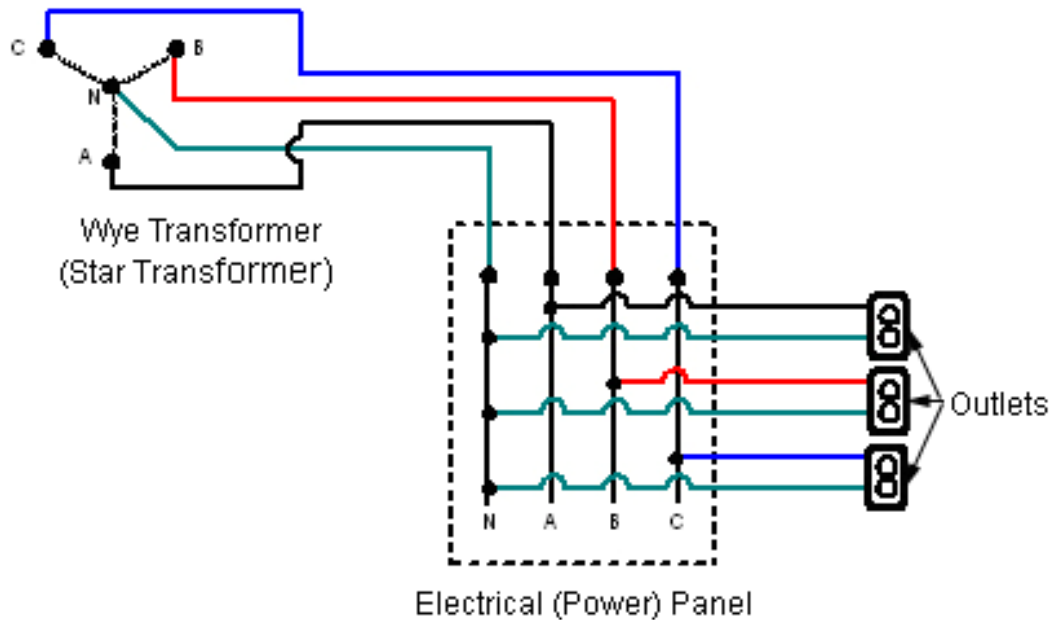 C
B
N
A
Wye Transformer
(Star Transformer)
Outlets
N A B C
Electrical (Power) Panel